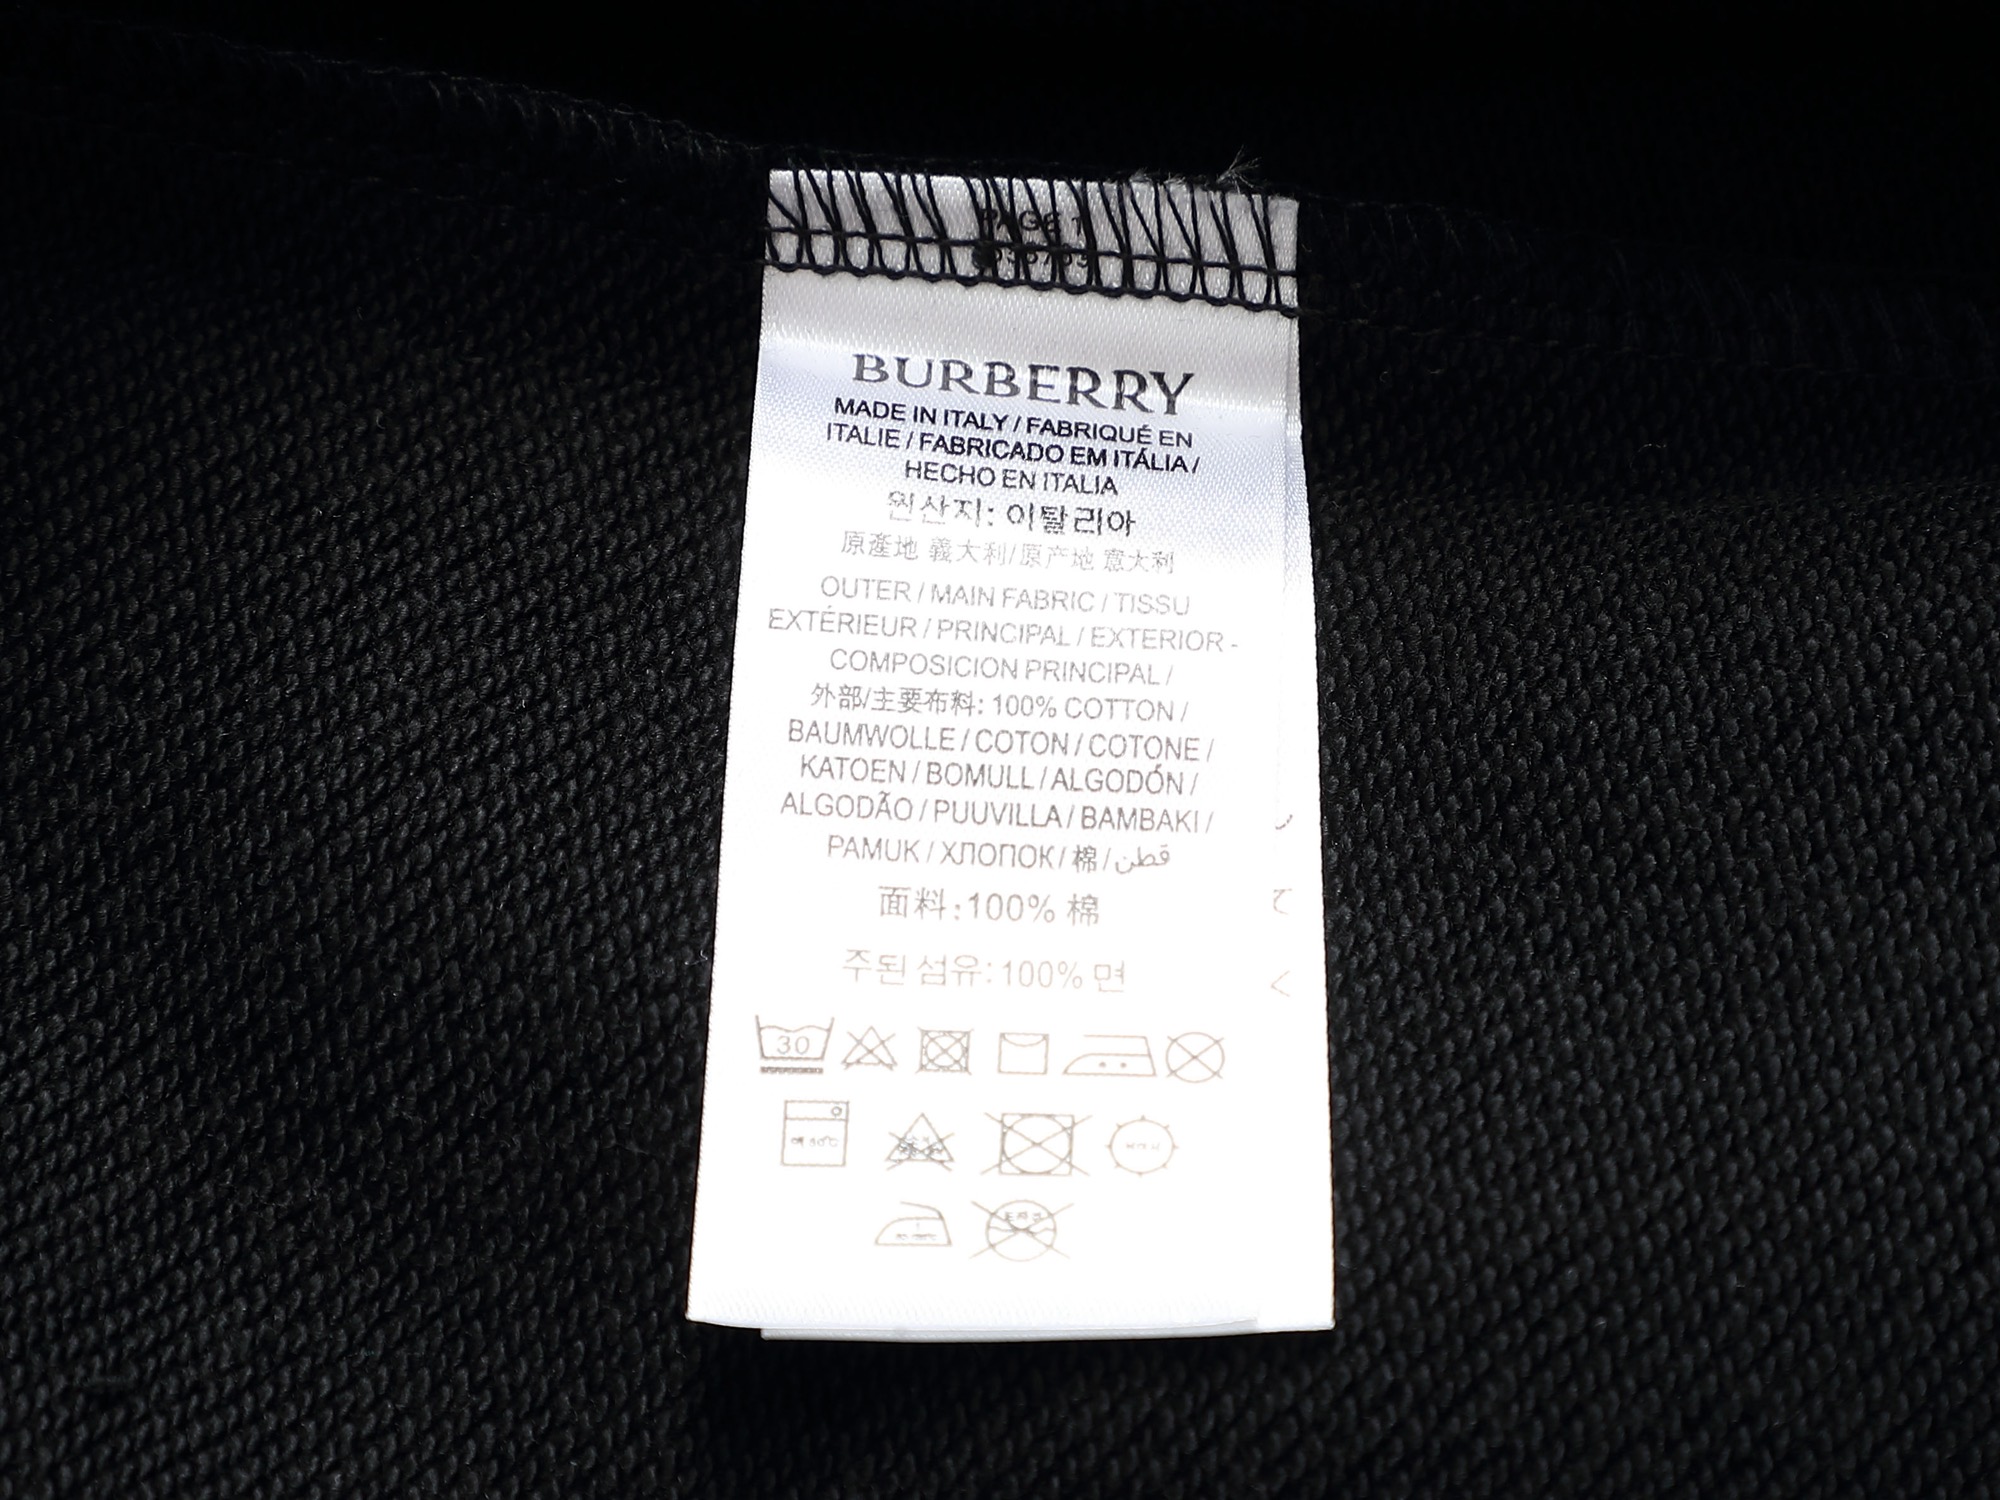 PAGE 1
BURBERRY
MADE IN ITALY / FABRIQUÉ EN
ITALIE / FABRICADO EM ITÁLIA /
HECHO EN ITALIA
원산지: 이탈리아
原產地 義大利/原产地 意大利
OUTER / MAIN FABRIC / TISSU
EXTÉRIEUR / PRINCIPAL / EXTERIOR -
COMPOSICION PRINCIPAL /
外部/主要布料: 100% COTTON /
BAUMWOLLE / COTON / COTONE /
KATOEN / BOMULL / ALGODÓN /
ALGODÃO / PUUVILLA / BAMBAKI /
PAMUK / ХЛОПОК / 棉 / قطن
面料:100% 棉
주된 섬유: 100% 면
30